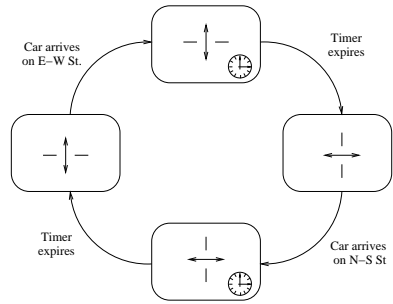 Car arrives
on E−W St.
Timer
expires
Timer
expires
Car arrives
on N−S St